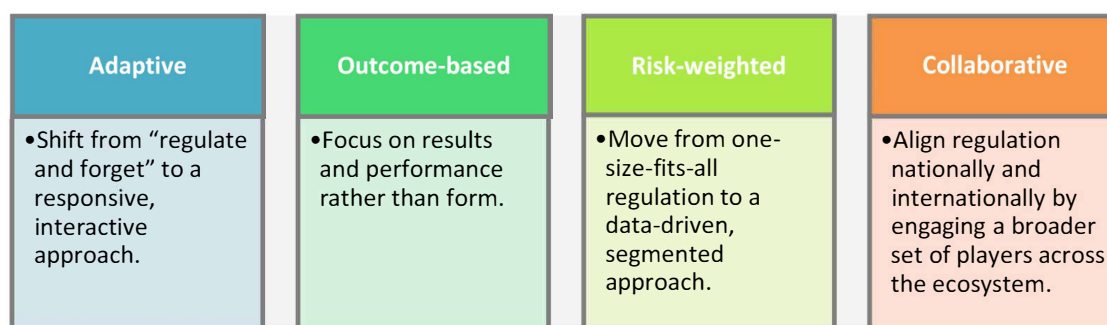 Adaptive
•Shift from “regulate
and forget” to a
responsive,
interactive
approach.
Outcome-based
•Focus on results
and performance
rather than form.
Risk-weighted
•Move from one-
size-fits-all
regulation to a
data-driven,
segmented
approach.
Collaborative
•Align regulation
nationally and
internationally by
engaging a broader
set of players across
the ecosystem.